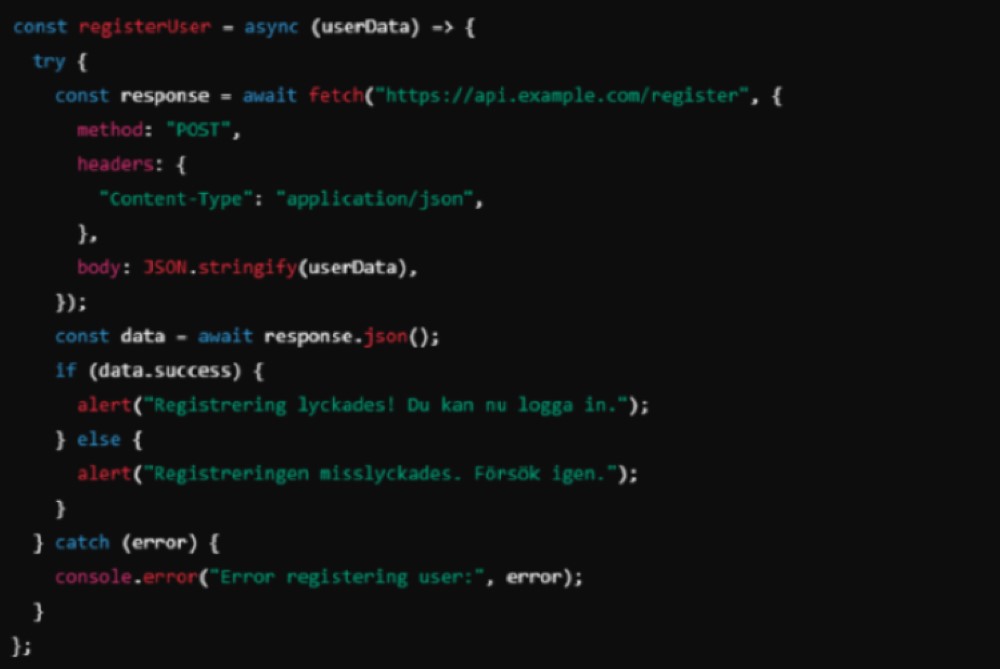 const registerUser = async (userData) => {
try {
const response = await fetch("https://api.example.com/register", {
method: "POST",
headers: {
"Content-Type": "application/json",
},
body: JSON.stringify(userData),
});
const data = await response.json();
if (data.success) {
alert("Registrering lyckades! Du kan nu logga in.");
} else {
alert("Registreringen misslyckades. Försök igen.");
}
} catch (error) {
console.error("Error registering user:", error);
}
};